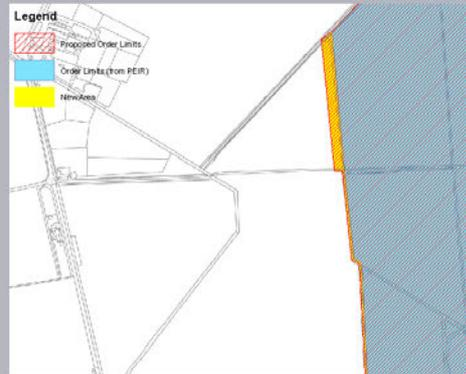 Legend
Proposed Order Limits
Order Limits (from PEIR)
New Area